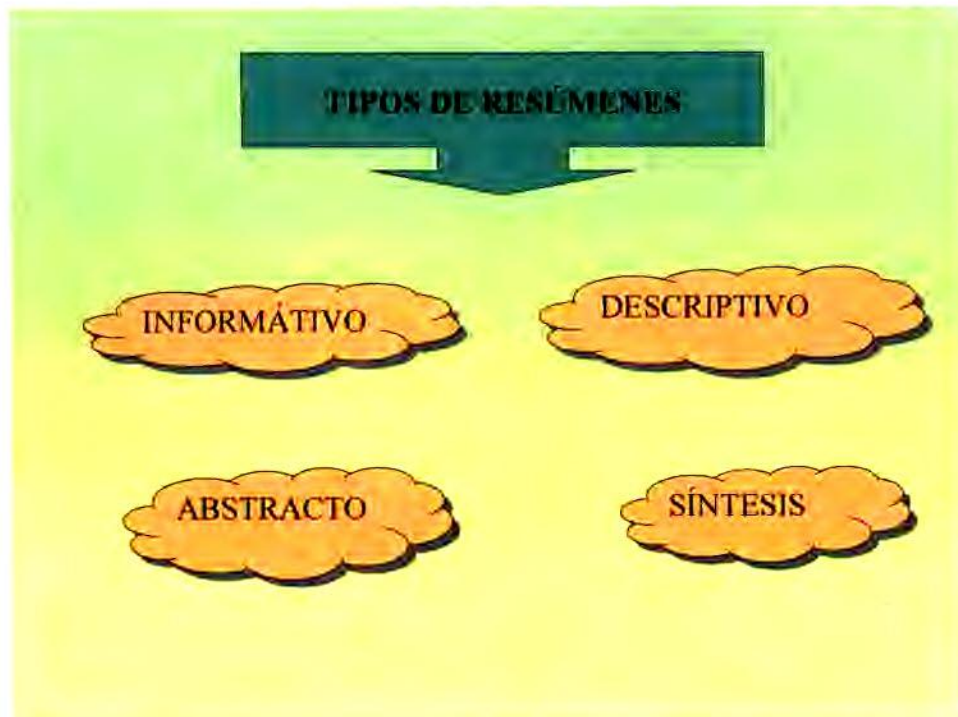 TIPOS DE RESÚMENES
INFORMÁTIVO
DESCRIPTIVO
ABSTRACTO
SÍNTESIS